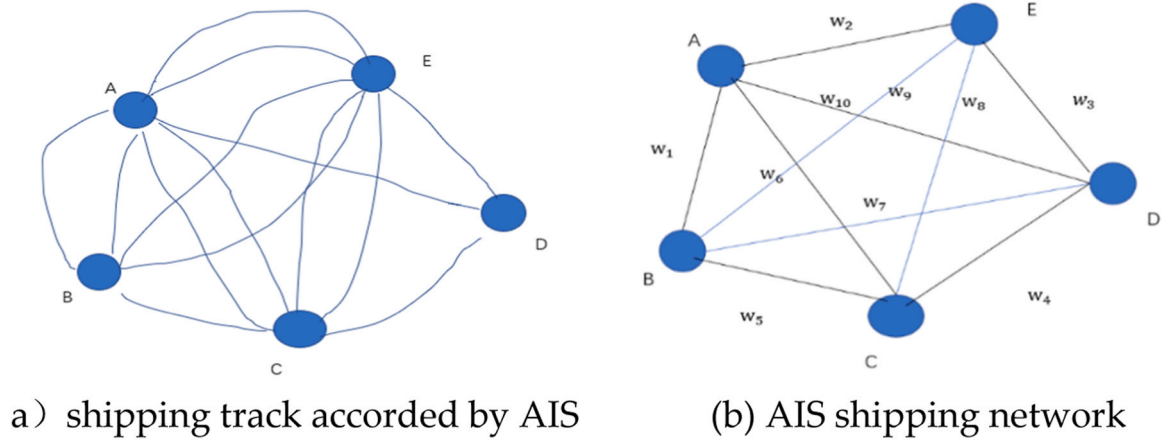 A
E
B
D
C
a）shipping track accorded by AIS
E
A
w₂
w₁₀
w₉
w₈
w₃
w₁
w₆
w₇
D
B
w₅
w₄
C
(b) AIS shipping network